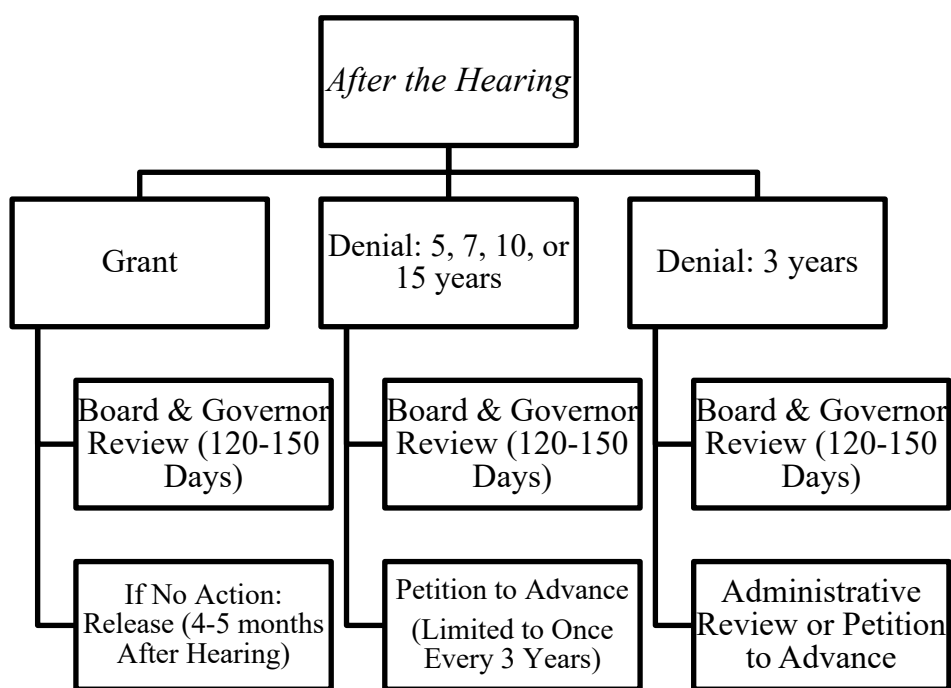 After the Hearing
Grant
Denial: 5, 7, 10, or
15 years
Denial: 3 years
Board & Governor
Review (120-150
Days)
Board & Governor
Review (120-150
Days)
Board & Governor
Review (120-150
Days)
If No Action:
Release (4-5 months
After Hearing)
Petition to Advance
(Limited to Once
Every 3 Years)
Administrative
Review or Petition
to Advance